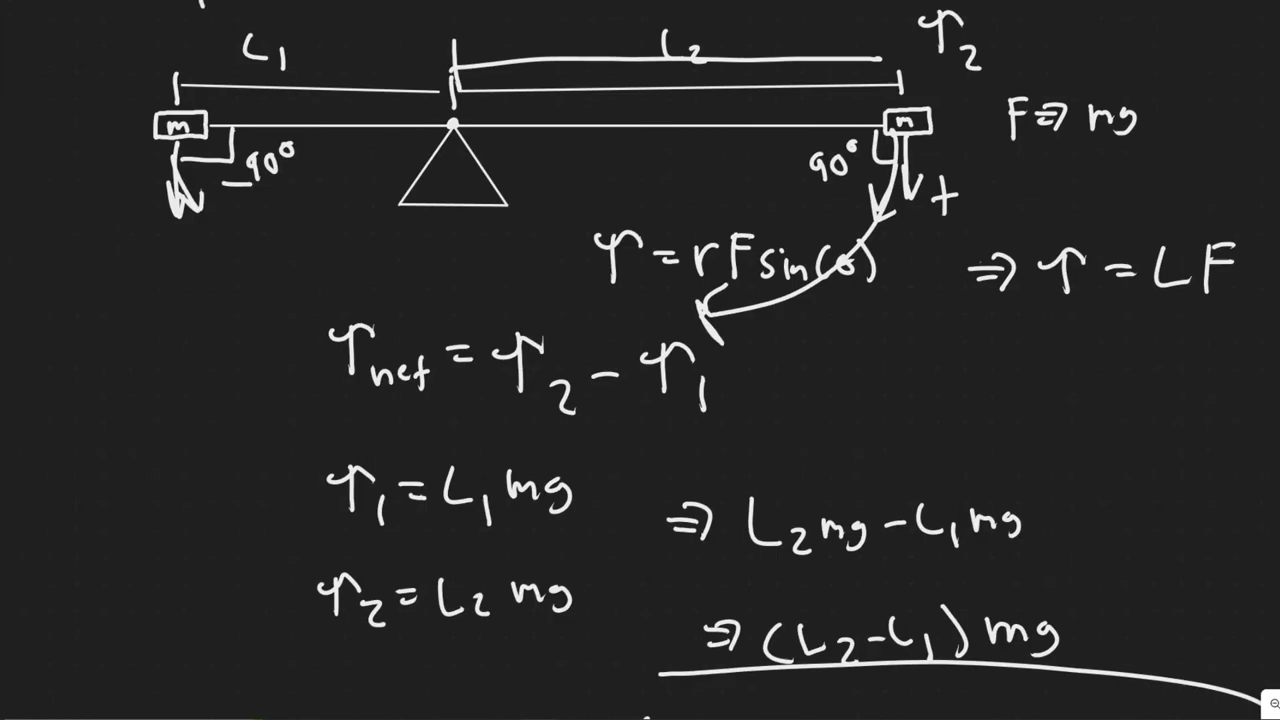 L₁ L₂ τ₂
m m F ⇒ mg
-90° 90° +
τ = rFsin(θ) ⇒ τ = LF
τnet = τ₂ - τ₁
τ₁ = L₁mg ⇒ L₂mg - L₁mg
τ₂ = L₂mg
⇒ (L₂-L₁)mg